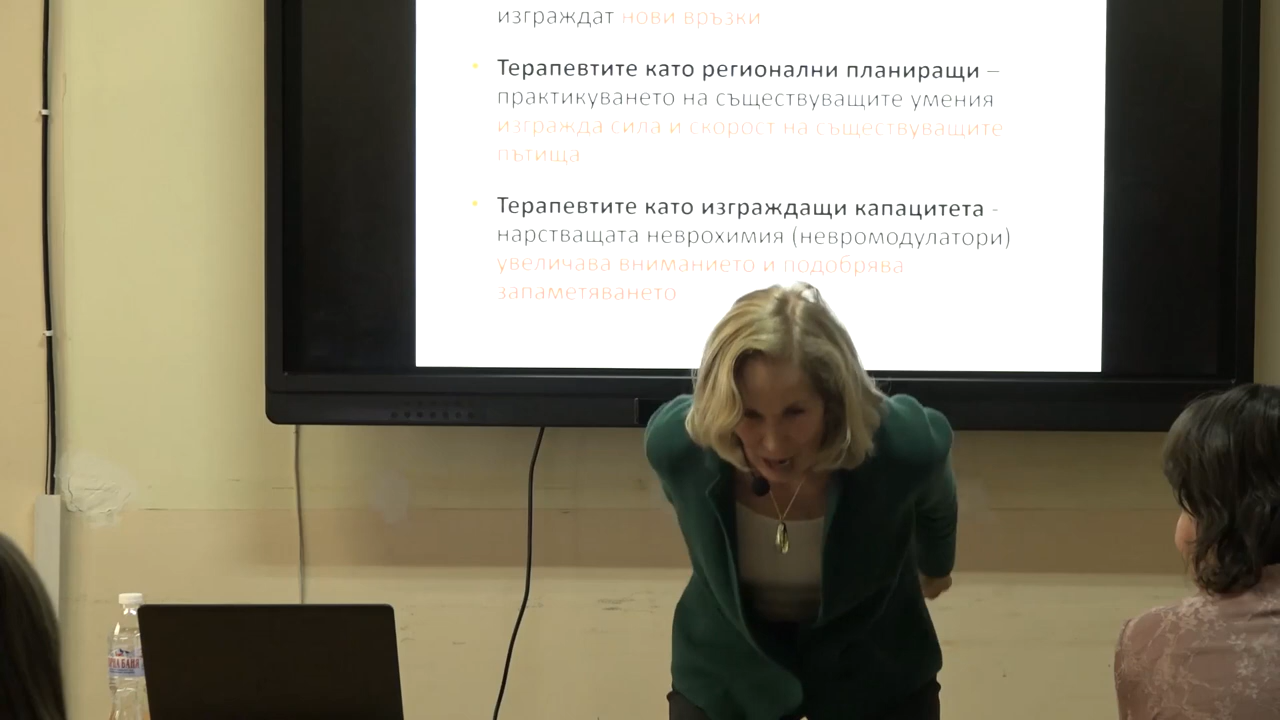 изграждат нови връзки
Терапевтите като регионални планиращи –
практикуването на съществуващите умения
изгражда сила и скорост на съществуващите
пътища
Терапевтите като изграждащи капацитета -
нарстващата неврохимия (невромодулатори)
увеличава вниманието и подобрява
запаметяването